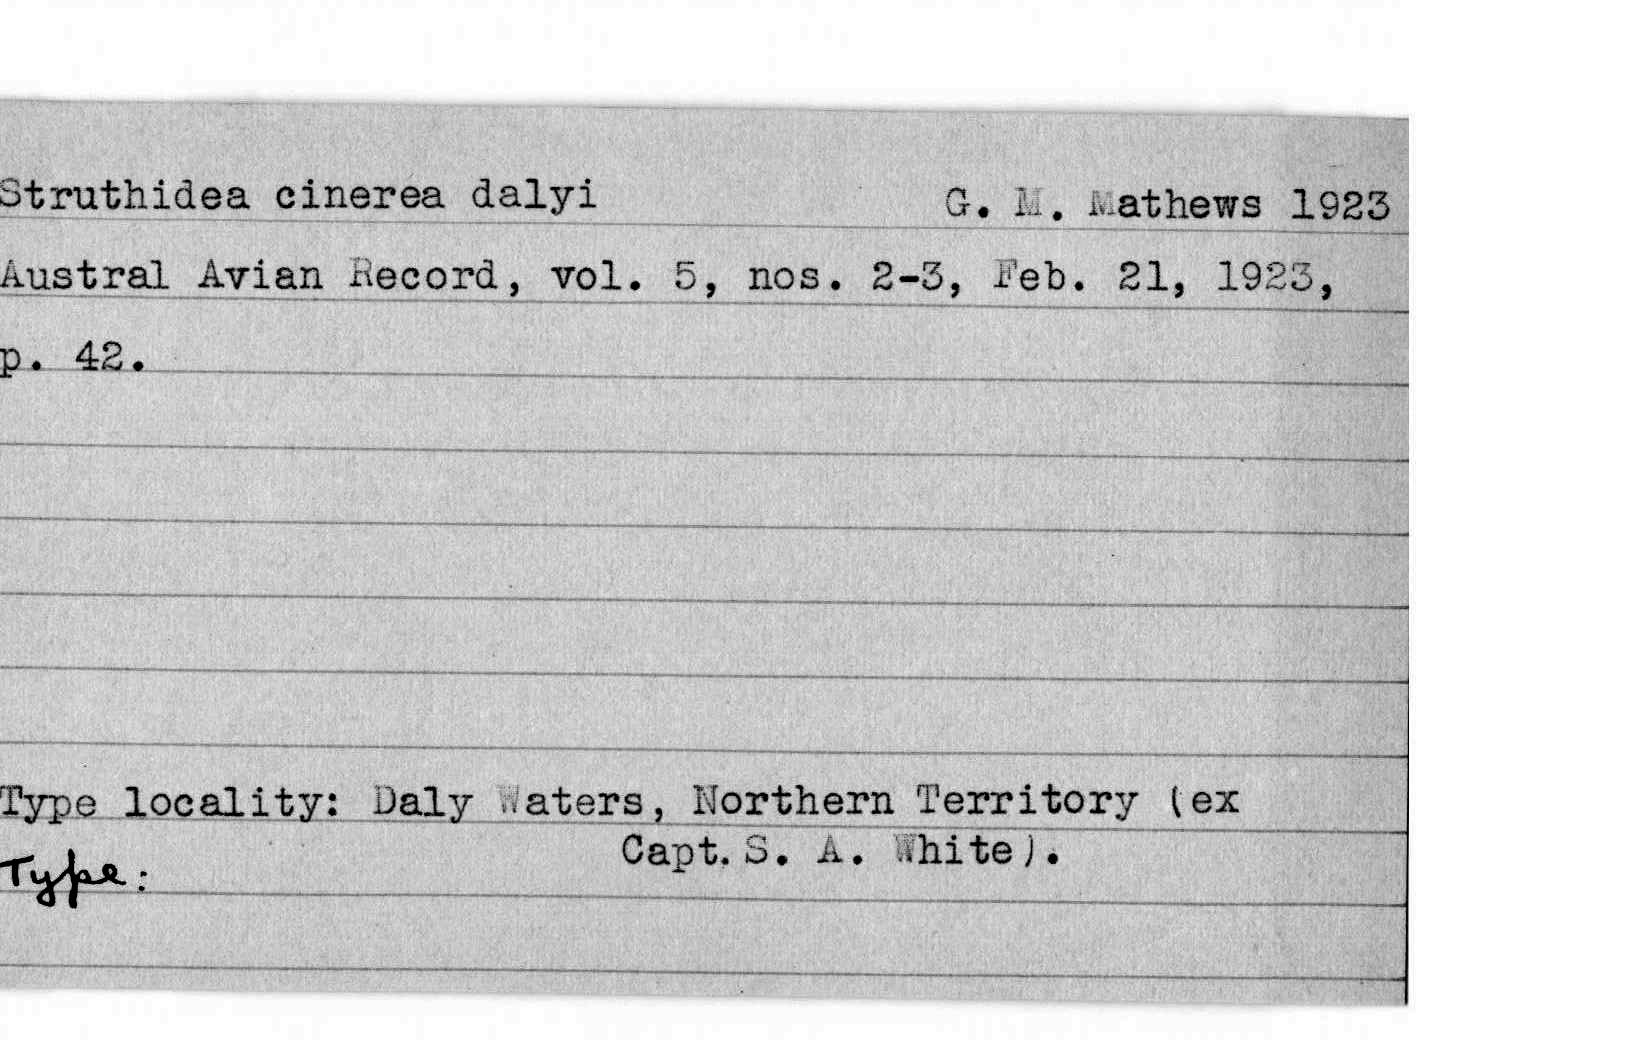 Struthidea cinerea dalyi G. M. Mathews 1923
Austral Avian Record, vol. 5, nos. 2-3, Feb. 21, 1923,
p. 42.
Type locality: Daly Waters, Northern Territory (ex
Capt. S. A. White).
Type: